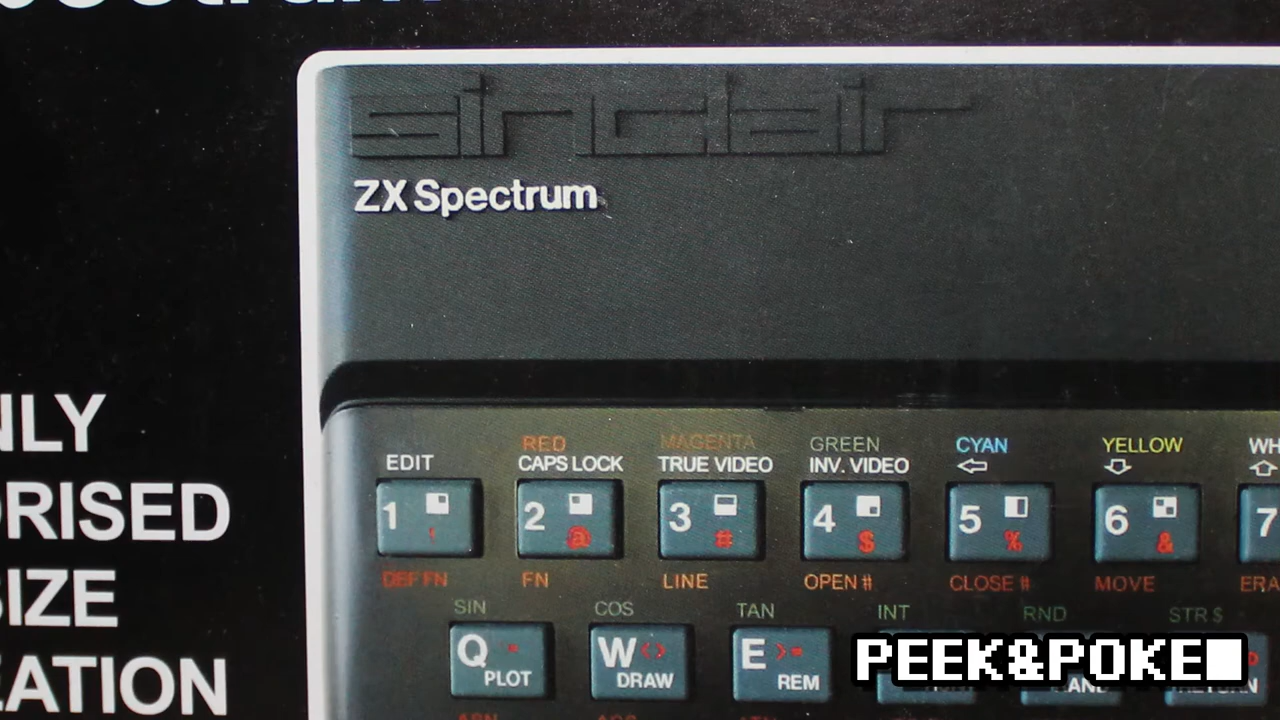 sinclair
ZX Spectrum
NLY
ORISED
SIZE
EATION
RED MAGENTA GREEN CYAN YELLOW WH
EDIT CAPS LOCK TRUE VIDEO INV. VIDEO
1 2 3 4 5 6 7
! @ # $ % &
DEF FN FN LINE OPEN # CLOSE # MOVE ERA
SIN COS TAN INT RND STR $
Q W <> E >=
PLOT DRAW REM
PEEK&POKE